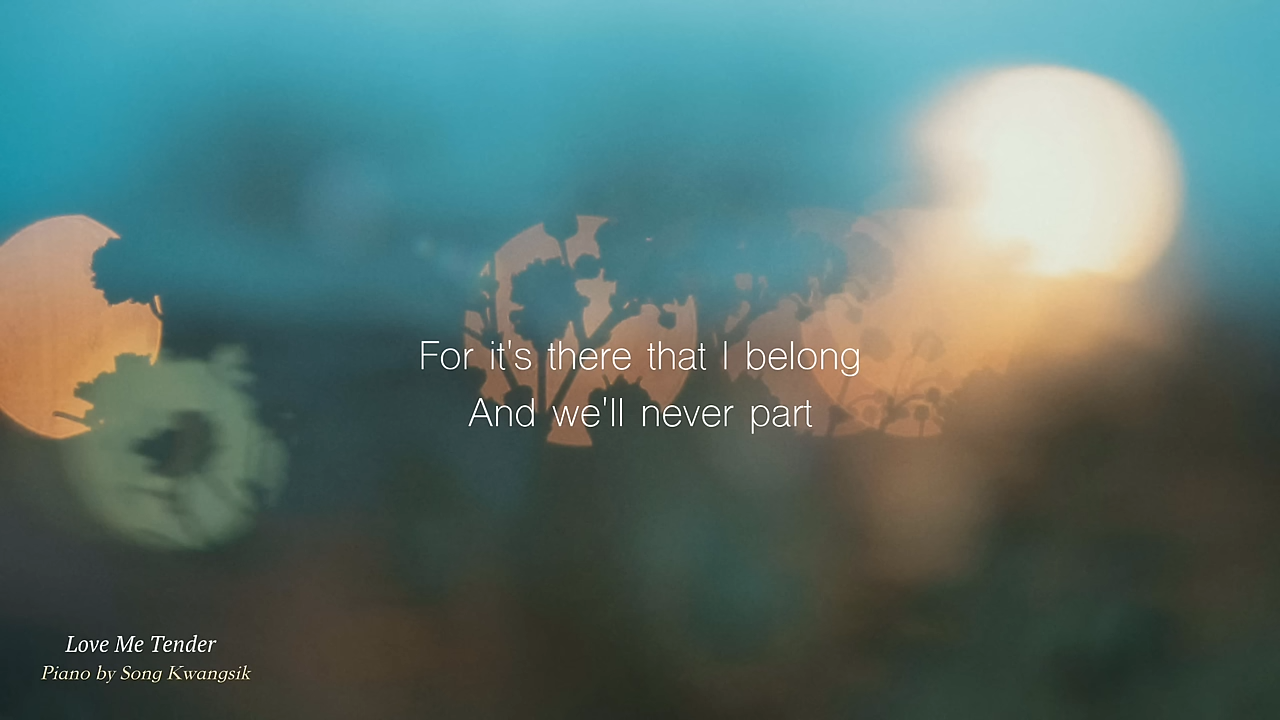 For it's there that I belong
And we'll never part
Love Me Tender
Piano by Song Kwangsik